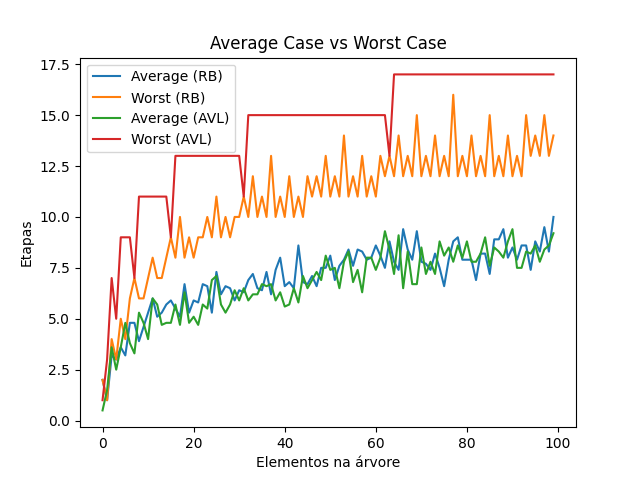 Average Case vs Worst Case
17.5
15.0
12.5
10.0
7.5
5.0
2.5
0.0
Etapas
Average (RB)
Worst (RB)
Average (AVL)
Worst (AVL)
0 20 40 60 80 100
Elementos na árvore